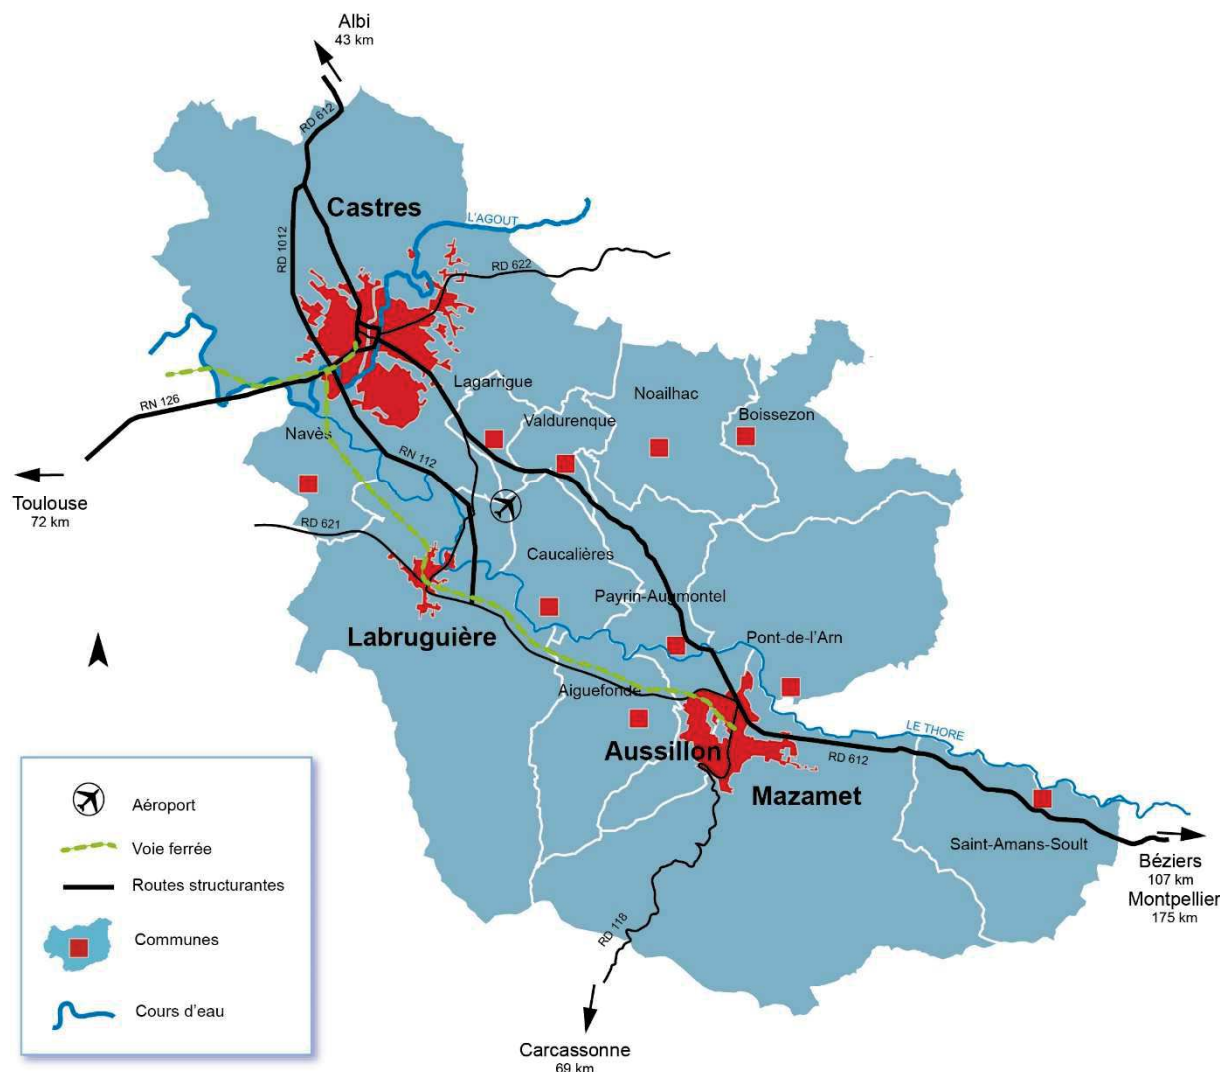 Albi
43 km
RD 612
Castres
L'AGOUT
RD 1012
RD 622
Lagarrigue
Noailhac
Valdurenque
Boissezon
RN 126
Navès
RN 112
Toulouse
72 km
RD 621
Caucalières
Payrin-Augmontel
Labruguière
Pont-de-l'Arn
Aiguefonde
Aussillon
LE THORE
RD 612
Mazamet
Saint-Amans-Soult
Béziers
107 km
Montpellier
175 km
RD 118
Carcassonne
69 km
Aéroport
Voie ferrée
Routes structurantes
Communes
Cours d'eau